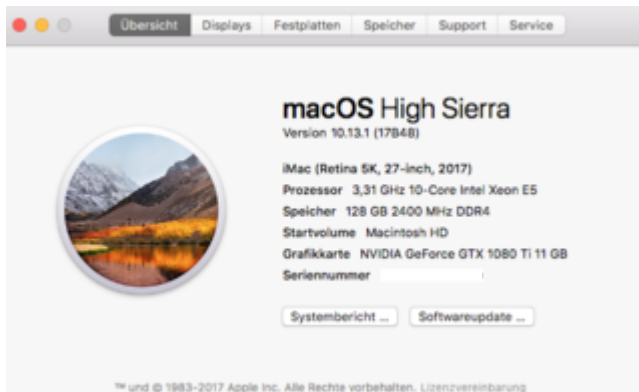 Übersicht Displays Festplatten Speicher Support Service
macOS High Sierra
Version 10.13.1 (17B48)
iMac (Retina 5K, 27-inch, 2017)
Prozessor 3,31 GHz 10-Core Intel Xeon E5
Speicher 128 GB 2400 MHz DDR4
Startvolume Macintosh HD
Grafikkarte NVIDIA GeForce GTX 1080 Ti 11 GB
Seriennummer
Systembericht ... Softwareupdate ...
™ und © 1983-2017 Apple Inc. Alle Rechte vorbehalten. Lizenzvereinbarung